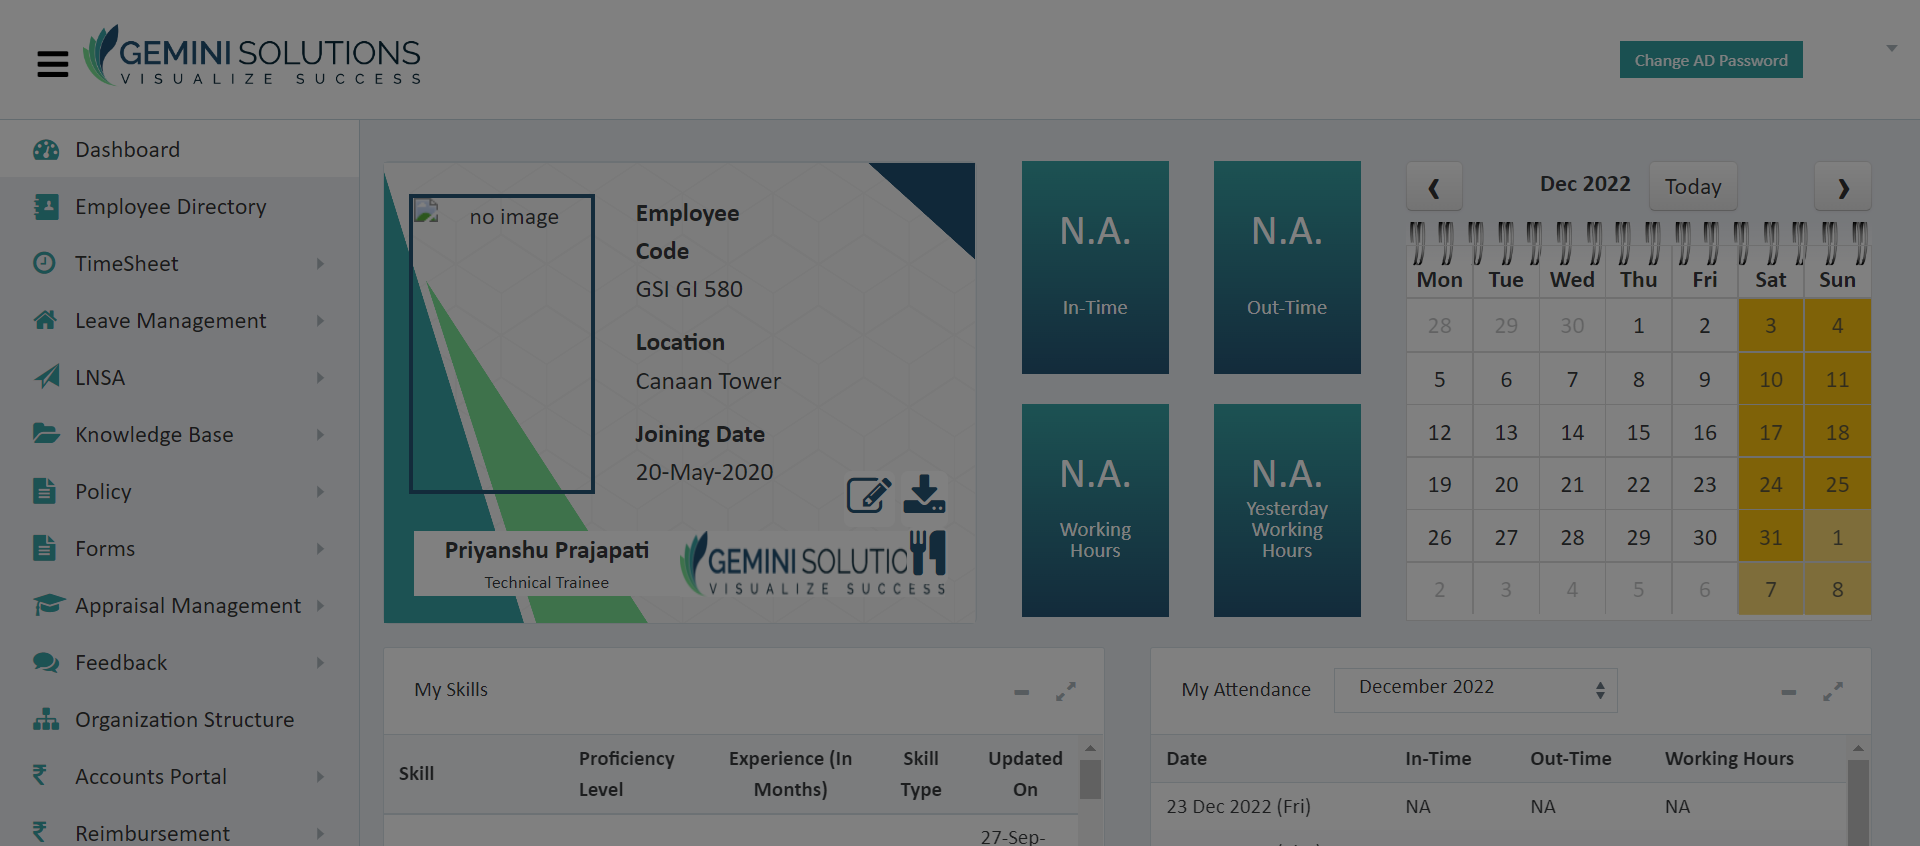 GEMINI SOLUTIONS
VISUALIZE SUCCESS
Change AD Password
Dashboard
Employee Directory
TimeSheet
Leave Management
LNSA
Knowledge Base
Policy
Forms
Appraisal Management
Feedback
Organization Structure
Accounts Portal
Reimbursement
no image
Employee
Code
GSI GI 580
Location
Canaan Tower
Joining Date
20-May-2020
Priyanshu Prajapati
Technical Trainee
GEMINI SOLUTIO
VISUALIZE SUCCESS
N.A.
In-Time
N.A.
Out-Time
N.A.
Working
Hours
N.A.
Yesterday
Working
Hours
Dec 2022 Today
Mon Tue Wed Thu Fri Sat Sun
28 29 30 1 2 3 4
5 6 7 8 9 10 11
12 13 14 15 16 17 18
19 20 21 22 23 24 25
26 27 28 29 30 31 1
2 3 4 5 6 7 8
My Skills
Skill Proficiency Level Experience (In Months) Skill Type Updated On
27-Sep-
My Attendance December 2022
Date In-Time Out-Time Working Hours
23 Dec 2022 (Fri) NA NA NA